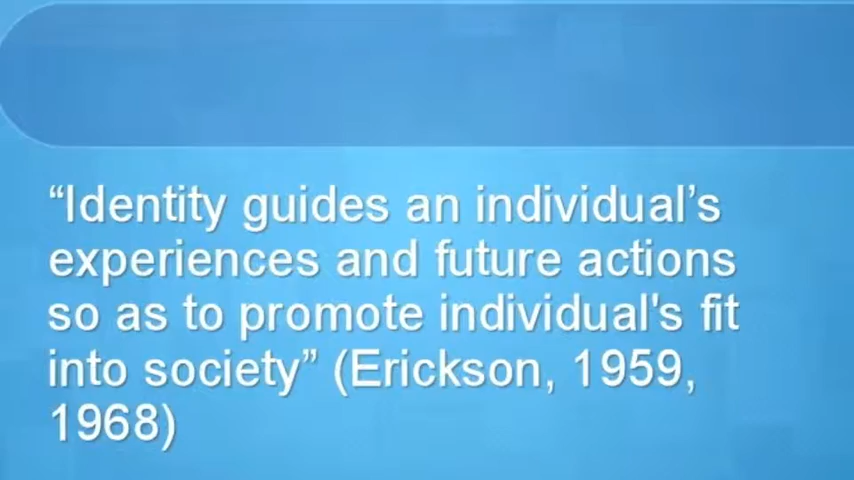 “Identity guides an individual’s
experiences and future actions
so as to promote individual's fit
into society” (Erickson, 1959,
1968)